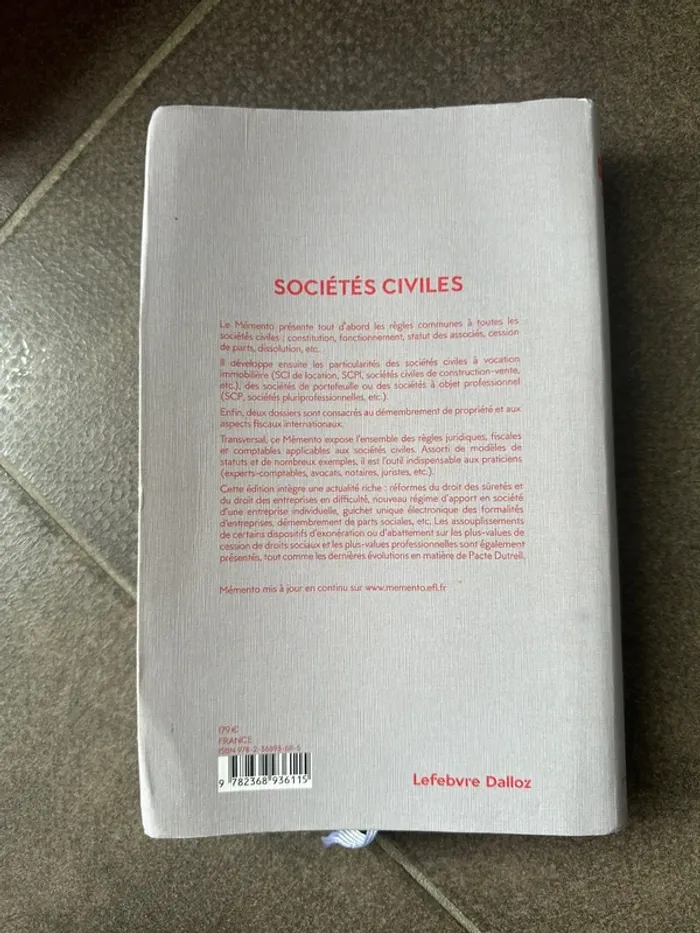 SOCIÉTÉS CIVILES
Le Mémento présente tout d'abord les règles communes à toutes les
sociétés civiles : constitution, fonctionnement, statut des associés, cession
de parts, dissolution, etc.
Il développe ensuite les particularités des sociétés civiles à vocation
immobilière (SCI de location, SCPI, sociétés civiles de construction-vente,
etc.), des sociétés de portefeuille ou des sociétés à objet professionnel
(SCP, sociétés pluriprofessionnelles, etc.).
Enfin, deux dossiers sont consacrés au démembrement de propriété et aux
aspects fiscaux internationaux.
Transversal, ce Mémento expose l'ensemble des règles juridiques, fiscales
et comptables applicables aux sociétés civiles. Assorti de modèles de
statuts et de nombreux exemples, il est l'outil indispensable aux praticiens
(experts-comptables, avocats, notaires, juristes, etc.).
Cette édition intègre une actualité riche : réformes du droit des sûretés et
du droit des entreprises en difficulté, nouveau régime d'apport en société
d'une entreprise individuelle, guichet unique électronique des formalités
d'entreprises, démembrement de parts sociales, etc. Les assouplissements
de certains dispositifs d'exonération ou d'abattement sur les plus-values de
cession de droits sociaux et les plus-values professionnelles sont également
présentés, tout comme les dernières évolutions en matière de Pacte Dutreil.
Mémento mis à jour en continu sur www.memento.efl.fr
179 €
FRANCE
ISBN 978-2-36893-611-5
9 782368 936115
Lefebvre Dalloz